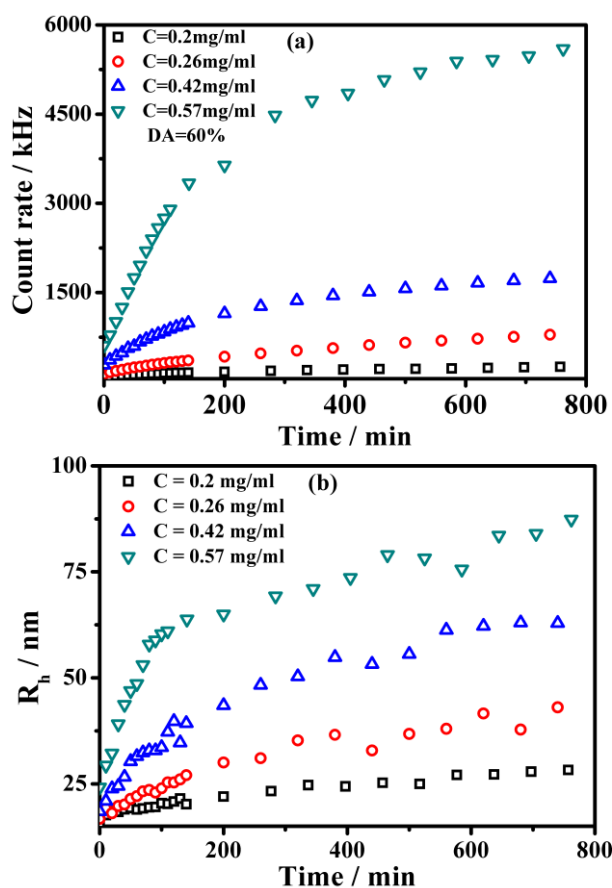 (a)
C=0.2mg/ml
C=0.26mg/ml
C=0.42mg/ml
C=0.57mg/ml
DA=60%
6000
4500
3000
1500
Count rate / kHz
0 200 400 600 800
Time / min
(b)
C = 0.2 mg/ml
C = 0.26 mg/ml
C = 0.42 mg/ml
C = 0.57 mg/ml
100
75
50
25
Rh / nm
0 200 400 600 800
Time / min